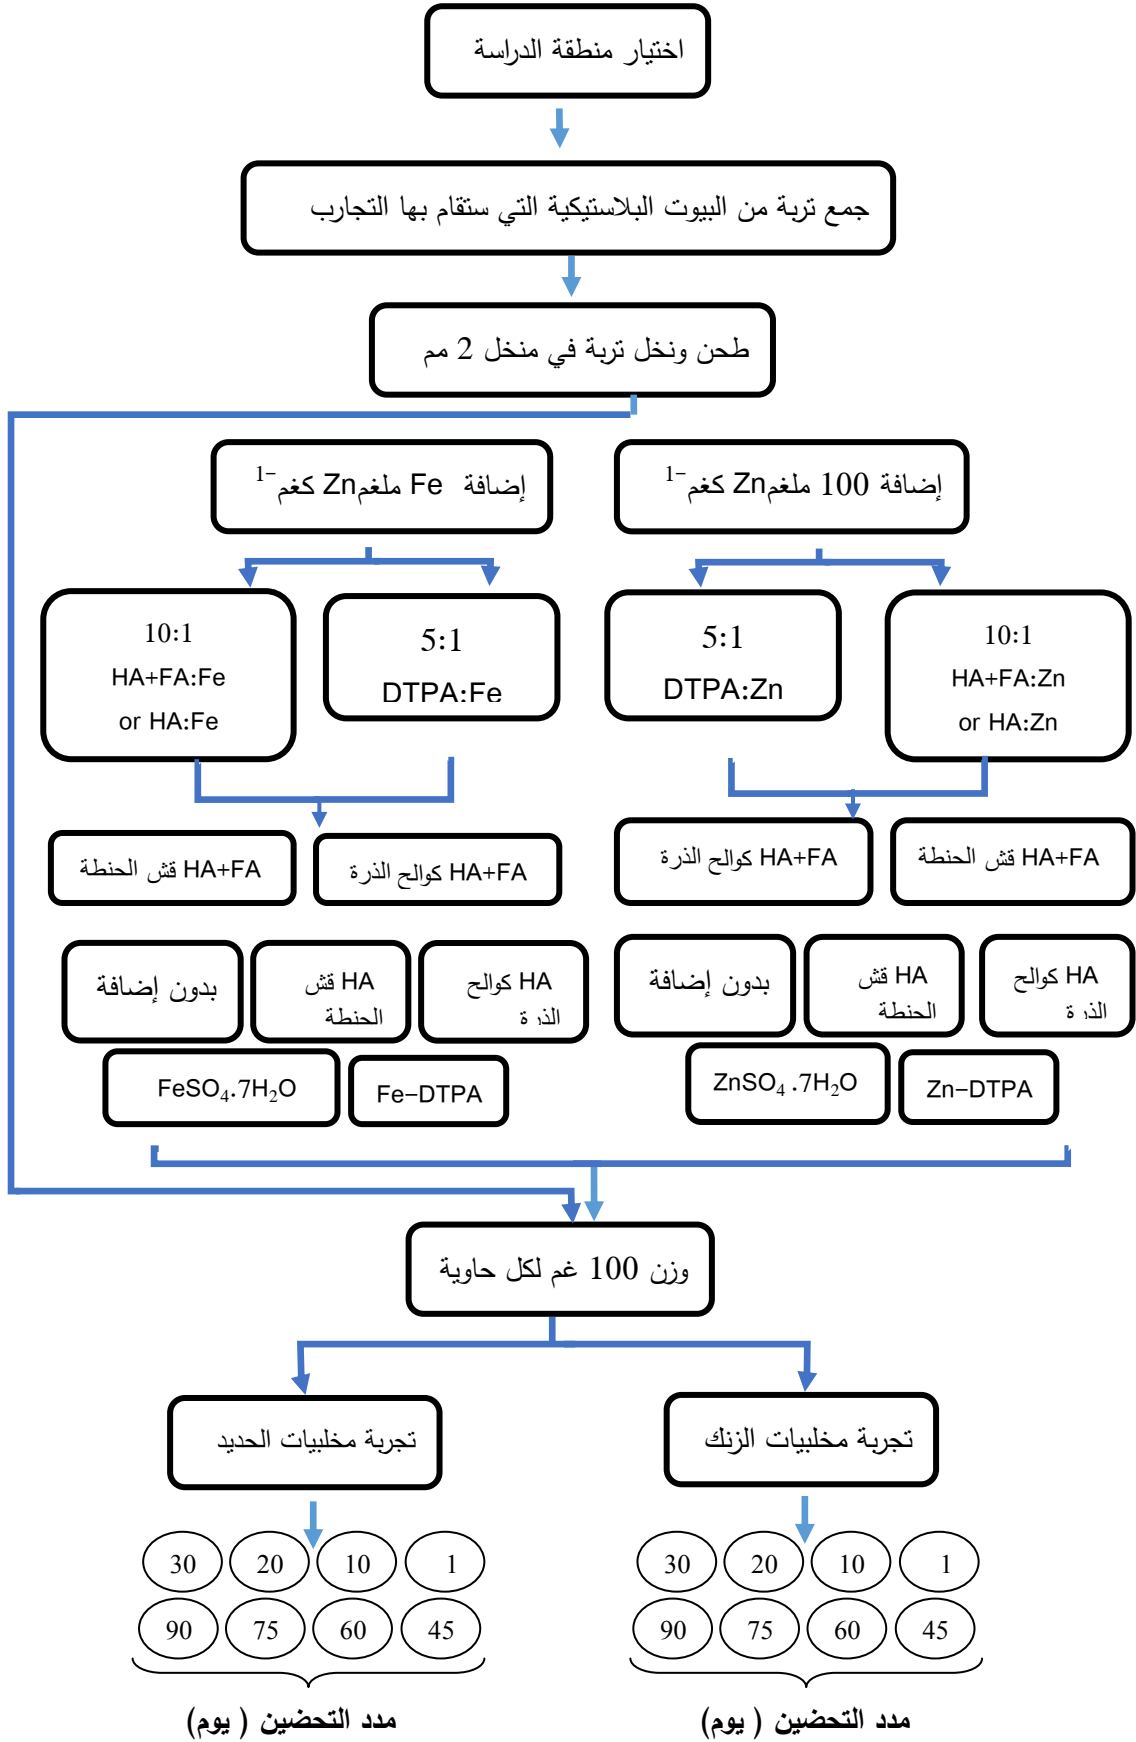 اختيار منطقة الدراسة
جمع تربة من البيوت البلاستيكية التي ستقام بها التجارب
طحن ونخل تربة في منخل 2 مم
إضافة 100 ملغمZn كغم⁻¹
إضافة Fe ملغمZn كغم⁻¹
10:1
HA+FA:Zn
or HA:Zn
5:1
DTPA:Zn
5:1
DTPA:Fe
10:1
HA+FA:Fe
or HA:Fe
HA+FA قش الحنطة
HA+FA كوالح الذرة
HA+FA كوالح الذرة
HA+FA قش الحنطة
HA كوالح
الذرة
HA قش
الحنطة
بدون إضافة
HA كوالح
الذرة
HA قش
الحنطة
بدون إضافة
Zn–DTPA
ZnSO₄ .7H₂O
Fe–DTPA
FeSO₄.7H₂O
وزن 100 غم لكل حاوية
تجربة مخلبيات الزنك
تجربة مخلبيات الحديد
1 10 20 30
45 60 75 90
مدد التحضين ( يوم)
1 10 20 30
45 60 75 90
مدد التحضين ( يوم)